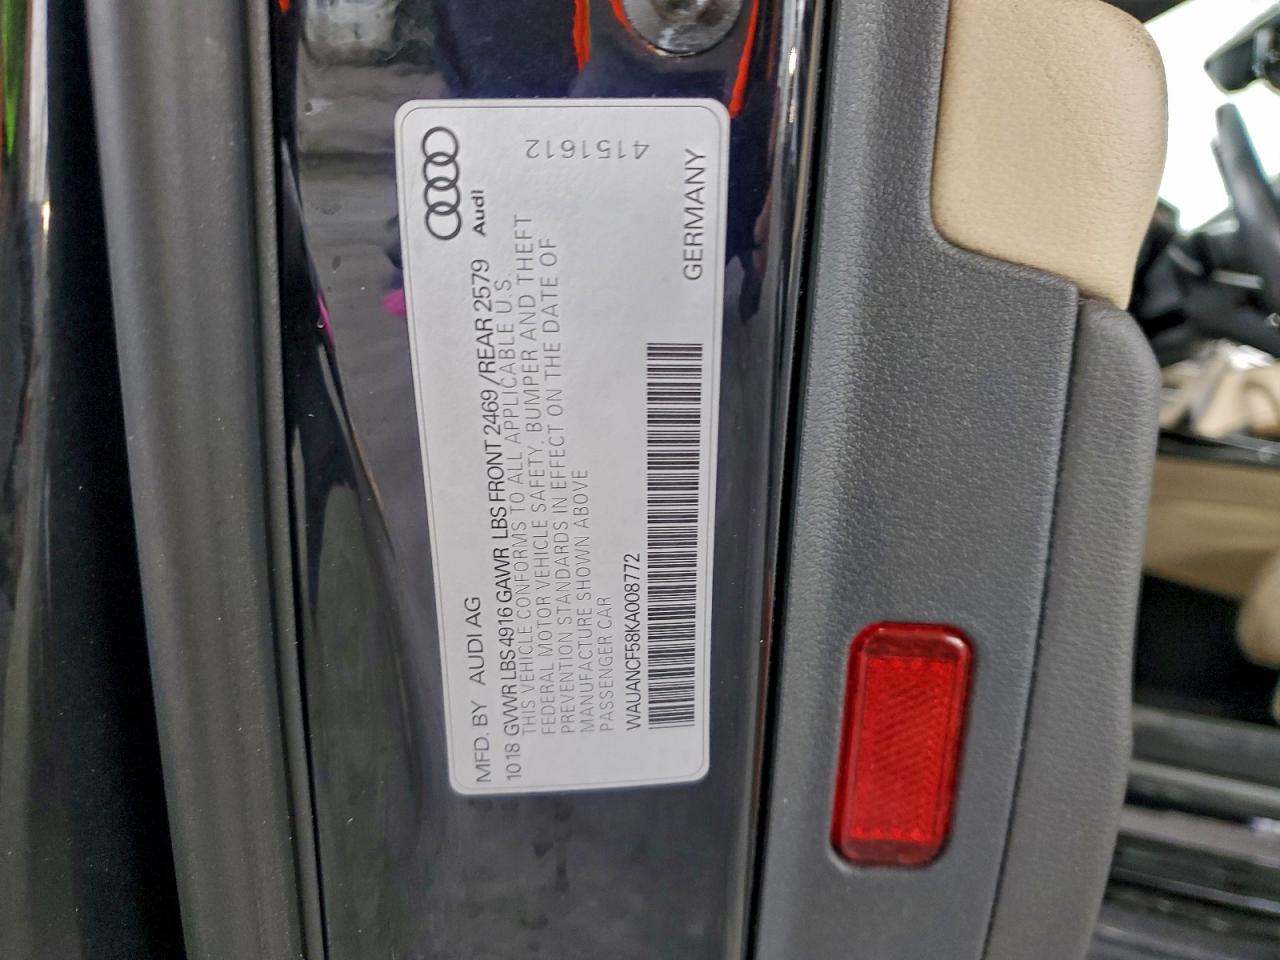 MFD. BY AUDI AG
Audi
1018 GVWR LBS 4916 GAWR LBS FRONT 2469/REAR 2579
THIS VEHICLE CONFORMS TO ALL APPLICABLE U.S
FEDERAL MOTOR VEHICLE SAFETY, BUMPER AND THEFT
PREVENTION STANDARDS IN EFFECT ON THE DATE OF
MANUFACTURE SHOWN ABOVE
PASSENGER CAR
4151612
WAUANCF58KA008772
GERMANY